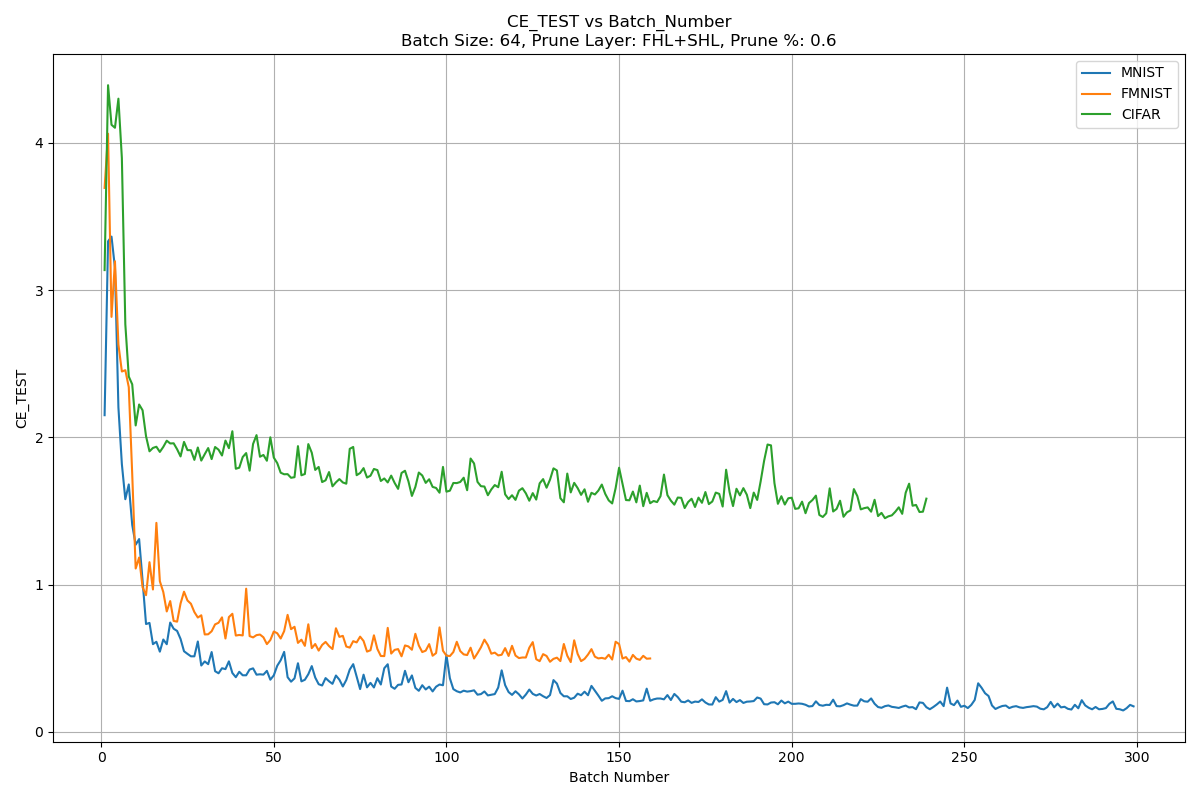 CE_TEST vs Batch_Number
Batch Size: 64, Prune Layer: FHL+SHL, Prune %: 0.6
MNIST
FMNIST
CIFAR
CE_TEST
4
3
2
1
0
0 50 100 150 200 250 300
Batch Number